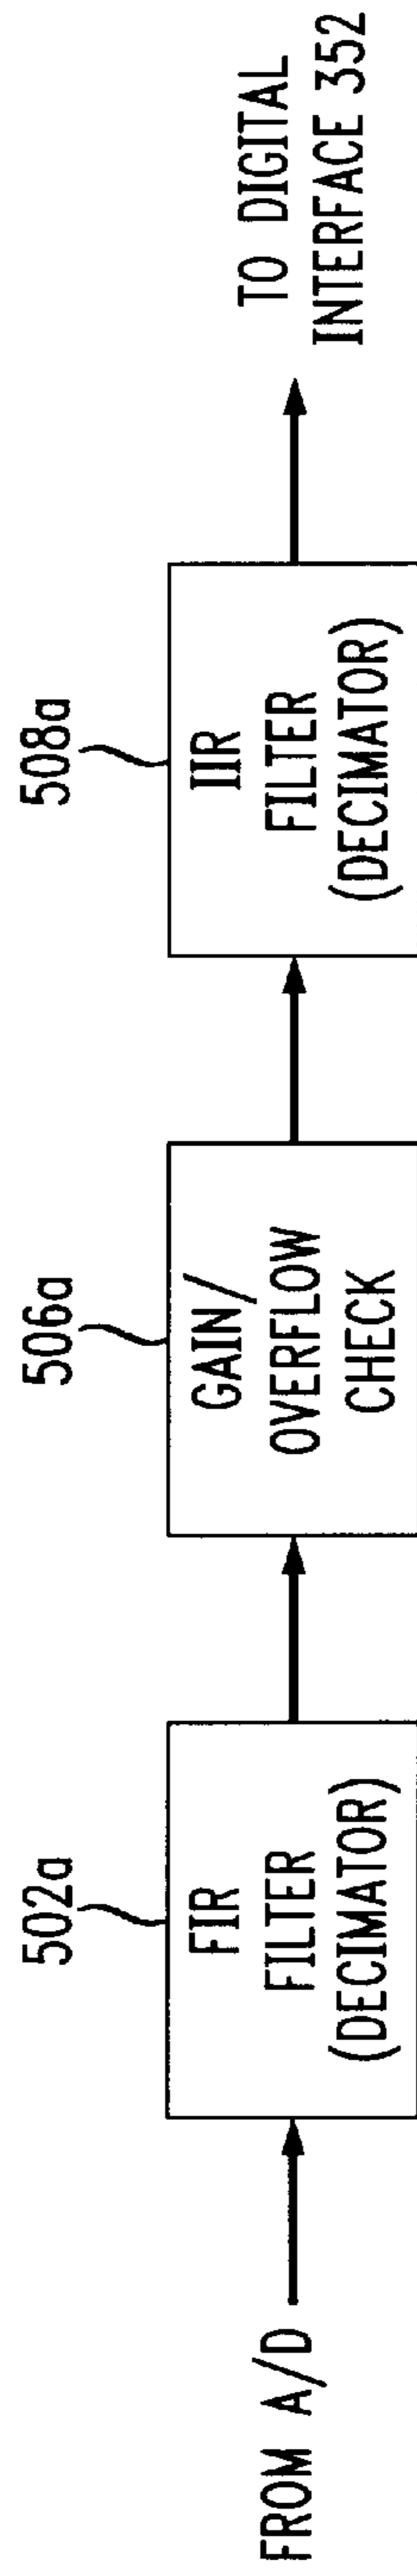 FROM A/D
502a
FIR
FILTER
(DECIMATOR)
506a
GAIN/
OVERFLOW
CHECK
508a
IIR
FILTER
(DECIMATOR)
TO DIGITAL
INTERFACE 352